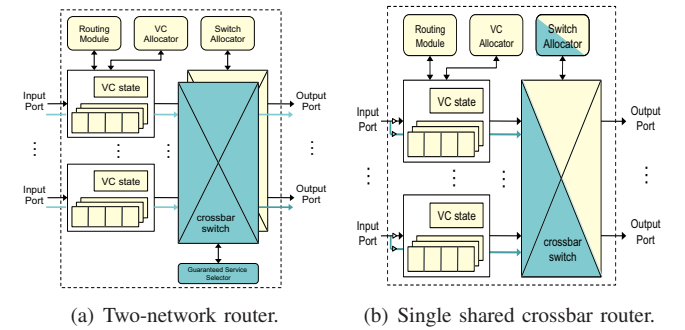 Routing
Module
VC
Allocator
Switch
Allocator
Input
Port
VC state
Output
Port
Input
Port
VC state
Output
Port
crossbar
switch
Guaranteed Service
Selector
(a) Two-network router.
Routing
Module
VC
Allocator
Switch
Allocator
Input
Port
VC state
Output
Port
Input
Port
VC state
Output
Port
crossbar
switch
(b) Single shared crossbar router.